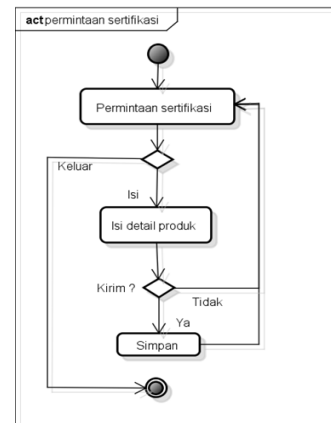 act permintaan sertifikasi
Permintaan sertifikasi
Keluar
Isi
Isi detail produk
Kirim ?
Tidak
Ya
Simpan